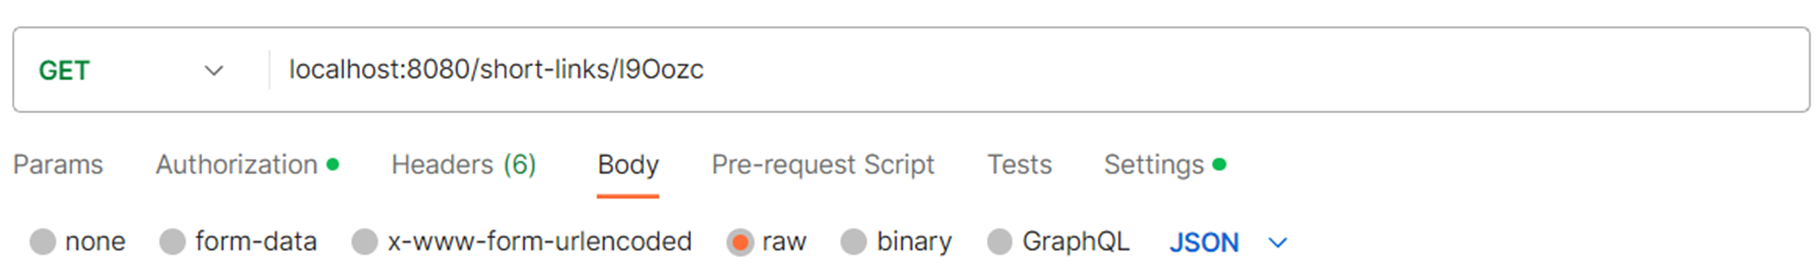 GET localhost:8080/short-links/l9Oozc
Params Authorization Headers (6) Body Pre-request Script Tests Settings
none form-data x-www-form-urlencoded raw binary GraphQL JSON